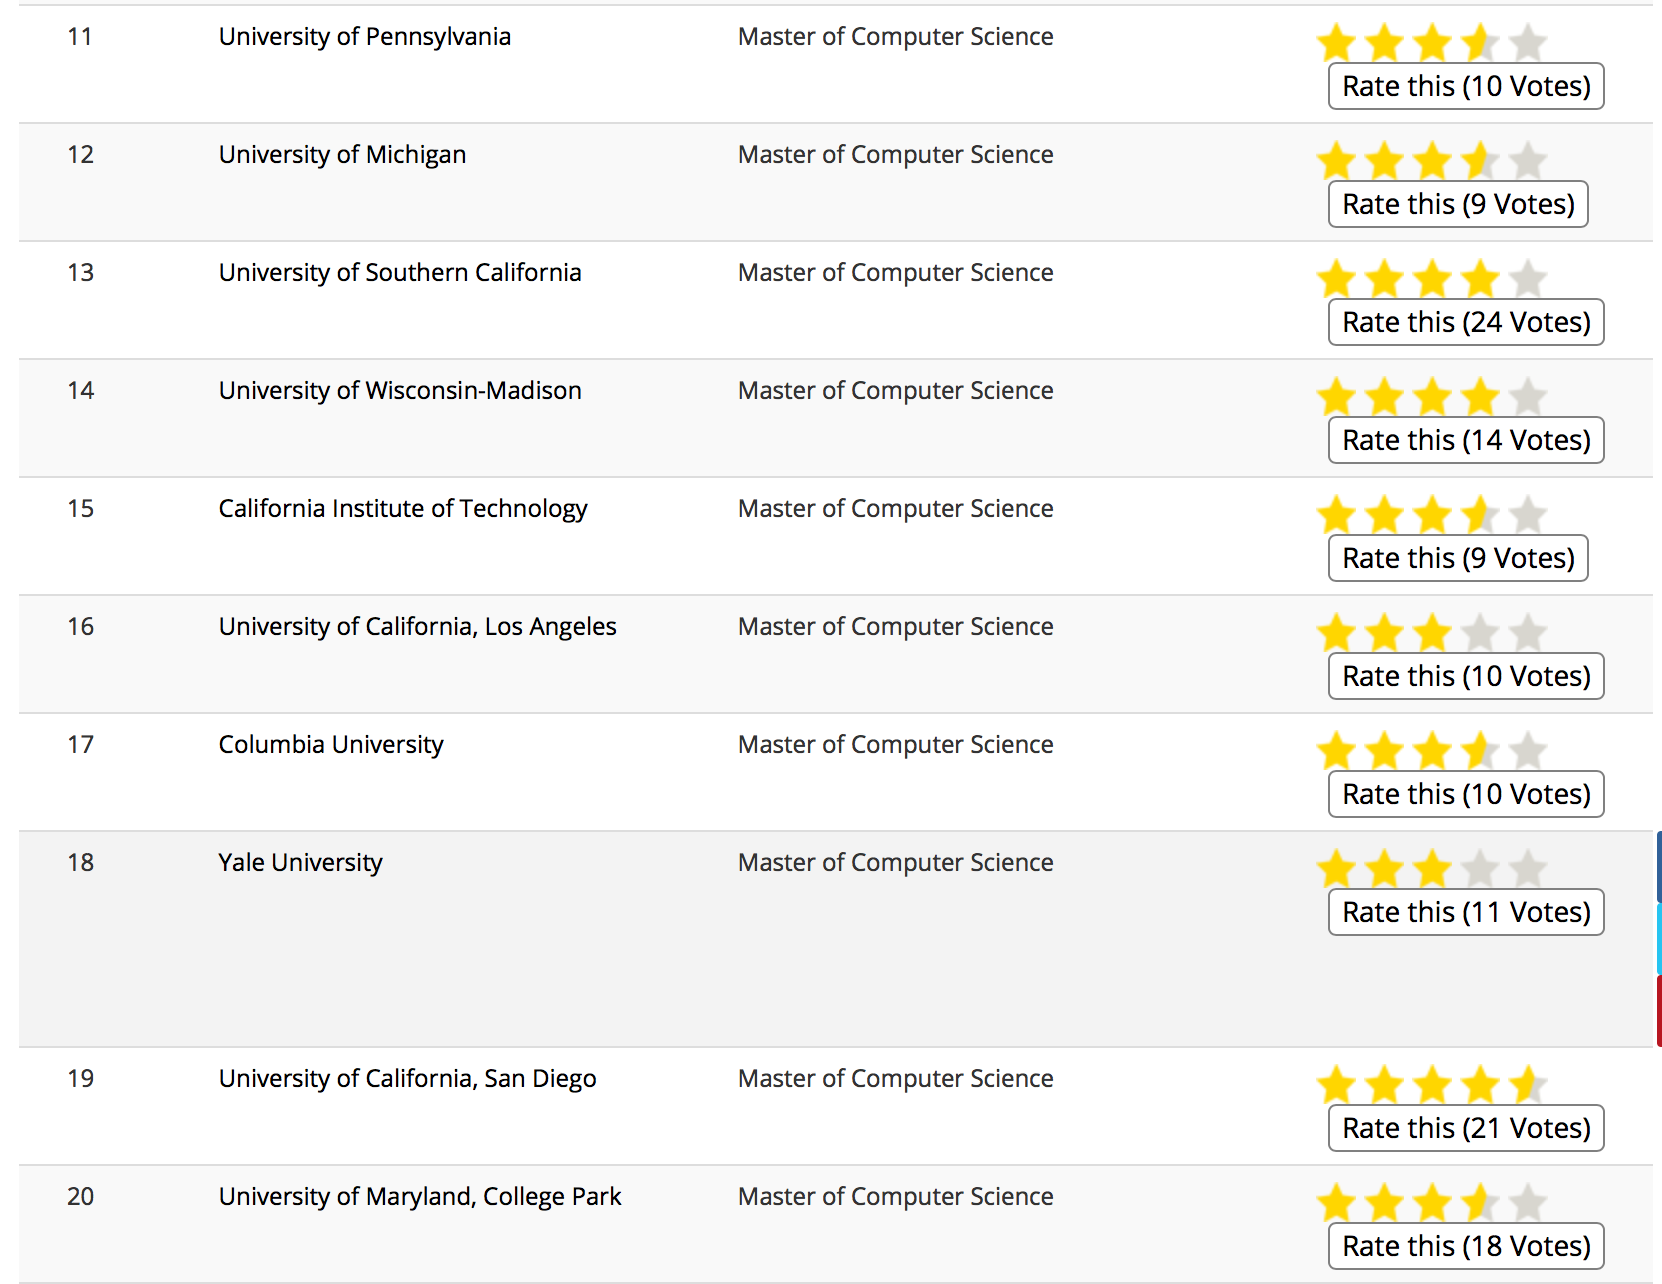 11 University of Pennsylvania Master of Computer Science
Rate this (10 Votes)
12 University of Michigan Master of Computer Science
Rate this (9 Votes)
13 University of Southern California Master of Computer Science
Rate this (24 Votes)
14 University of Wisconsin-Madison Master of Computer Science
Rate this (14 Votes)
15 California Institute of Technology Master of Computer Science
Rate this (9 Votes)
16 University of California, Los Angeles Master of Computer Science
Rate this (10 Votes)
17 Columbia University Master of Computer Science
Rate this (10 Votes)
18 Yale University Master of Computer Science
Rate this (11 Votes)
19 University of California, San Diego Master of Computer Science
Rate this (21 Votes)
20 University of Maryland, College Park Master of Computer Science
Rate this (18 Votes)